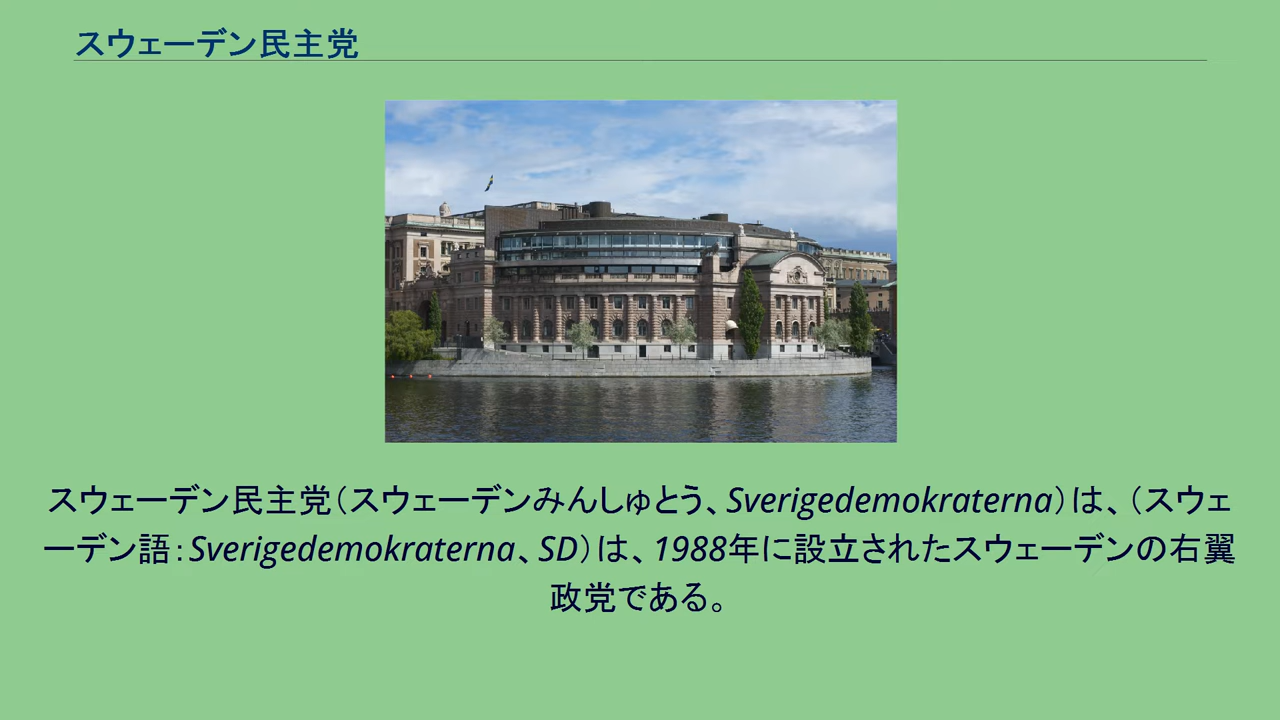 スウェーデン民主党
スウェーデン民主党（スウェーデンみんしゅとう、Sverigedemokraterna）は、（スウェ
ーデン語：Sverigedemokraterna、SD）は、1988年に設立されたスウェーデンの右翼
政党である。